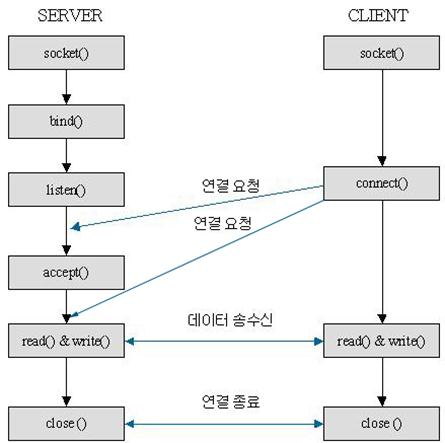 SERVER
CLIENT
socket()
socket()
bind()
listen()
연결 요청
connect()
연결 요청
accept()
데이터 송수신
read() & write()
read() & write()
연결 종료
close ()
close ()